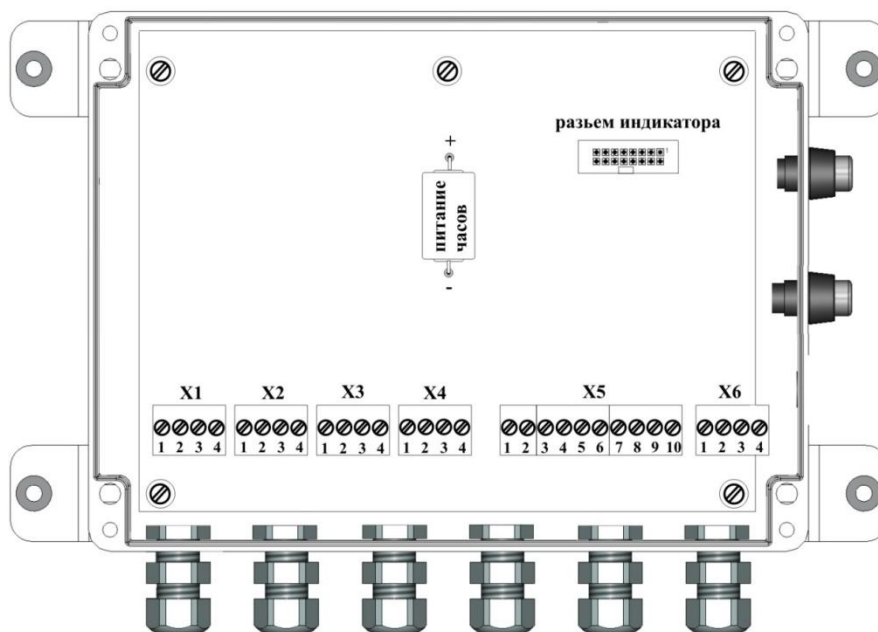 разьем индикатора
1
+
питание
часов
-
X1 X2 X3 X4 X5 X6
1 2 3 4 1 2 3 4 1 2 3 4 1 2 3 4 1 2 3 4 5 6 7 8 9 10 1 2 3 4